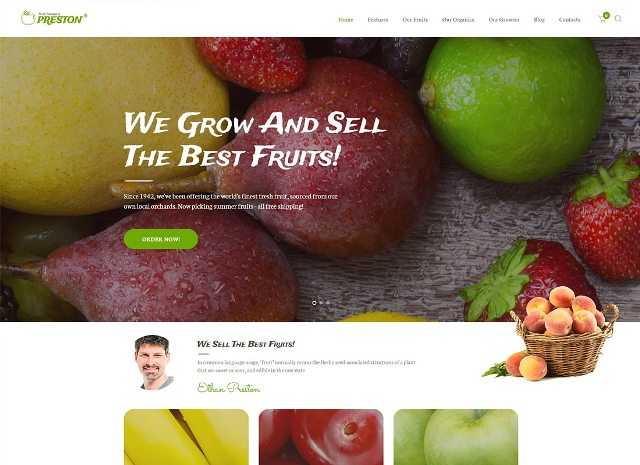 Fruit Company
PRESTON®
Home Features Our Fruits Our Organics Our Growers Blog Contacts 0
We Grow And Sell
The Best Fruits!
Since 1942, we've been offering the world's finest fresh fruit, sourced from our
own local orchards. Now picking summer fruits - all free shipping!
ORDER NOW!
We Sell The Best Fruits!
In common language usage, "fruit" normally means the fleshy seed-associated structures of a plant
that are sweet or sour, and edible in the raw state
Ethan Preston